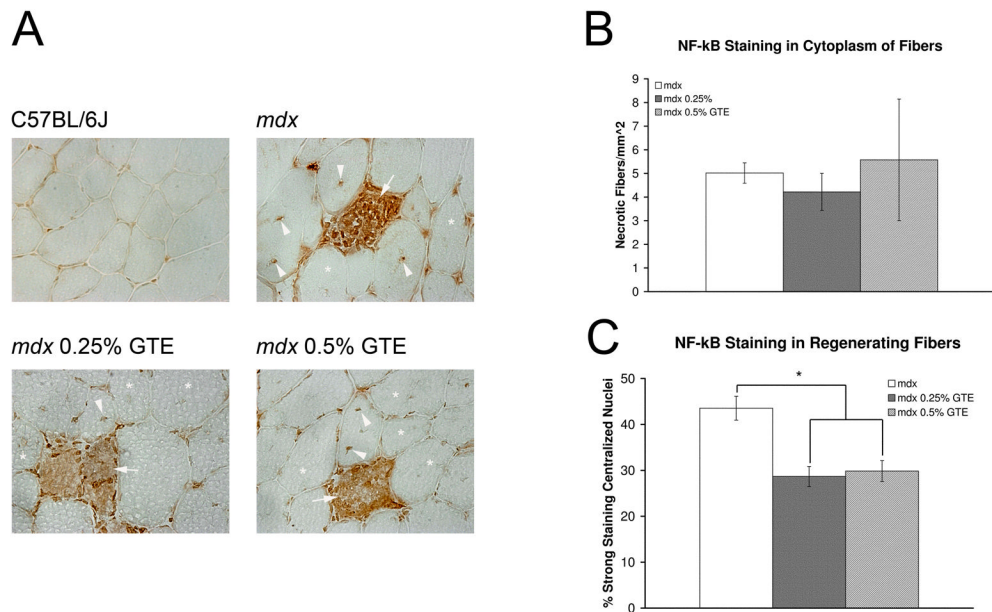 A
C57BL/6J
mdx
mdx 0.25% GTE
mdx 0.5% GTE
*
*
*
*
*
*
*
*
*
B
NF-kB Staining in Cytoplasm of Fibers
Necrotic Fibers/mm^2
9
8
7
6
5
4
3
2
1
0
mdx
mdx 0.25%
mdx 0.5% GTE
C
NF-kB Staining in Regenerating Fibers
% Strong Staining Centralized Nuclei
50
40
30
20
10
0
*
mdx
mdx 0.25% GTE
mdx 0.5% GTE